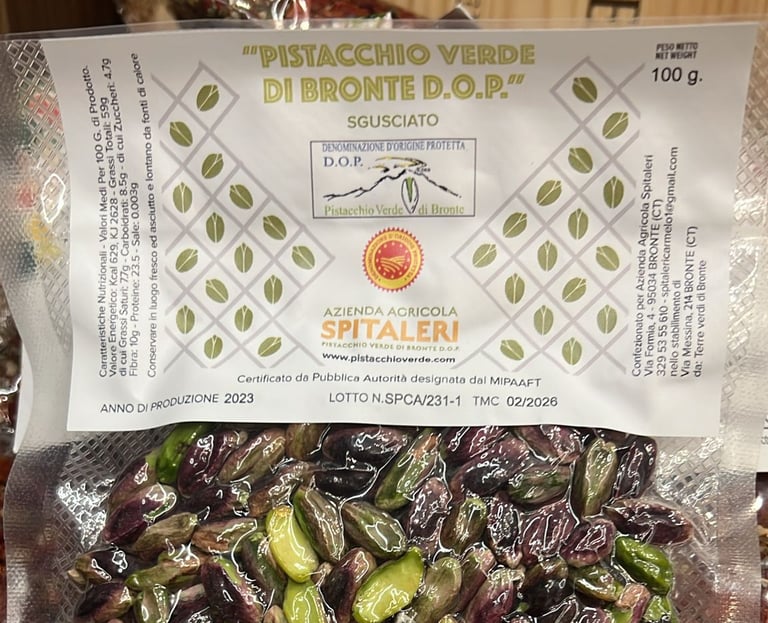 "PISTACCHIO VERDE
DI BRONTE D.O.P."
SGUSCIATO
PESO NETTO
NET WEIGHT
100 g.
DENOMINAZIONE D'ORIGINE PROTETTA
D.O.P.
Etna
Pistacchio Verde di Bronte
AZIENDA AGRICOLA
SPITALERI
PISTACCHIO VERDE DI BRONTE D.O.P.
www.pistacchioverde.com
Certificato da Pubblica Autorità designata dal MIPAAFT
ANNO DI PRODUZIONE 2023
LOTTO N.SPCA/231-1 TMC 02/2026
Caratteristiche Nutrizionali - Valori Medi Per 100 G. di Prodotto.
Valore Energetico: Kcal 629, KJ 2628 - Grassi Totali: 59g
di cui Grassi Saturi: 7,7g - Carboidrati: 8.5g - di cui Zuccheri: 4.7g
Fibra: 10g - Proteine: 23.5 - Sale: 0.003g
Conservare in luogo fresco ed asciutto e lontano da fonti di calore
Confezionato per Azienda Agricola Spitaleri
Via Formia, 4 - 95034 BRONTE (CT)
329 53 55 610 - spitalericarmelo1@gmail.com
nello stabilimento di
Via Messina, 214 BRONTE (CT)
da: Terre verdi di Bronte